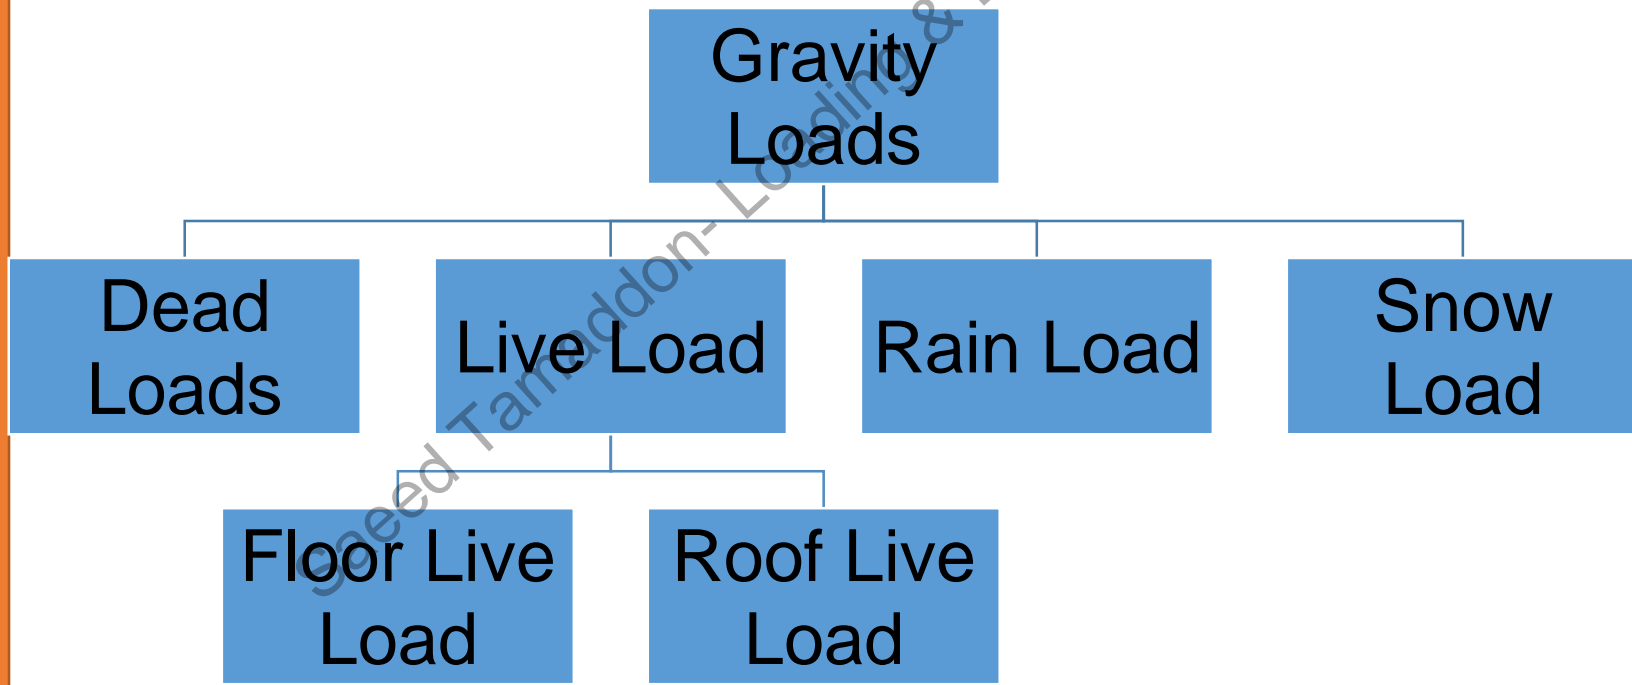 Gravity
Loads
Dead
Loads
Live Load
Rain Load
Snow
Load
Floor Live
Load
Roof Live
Load
Saeed Tamaddon- Loading &